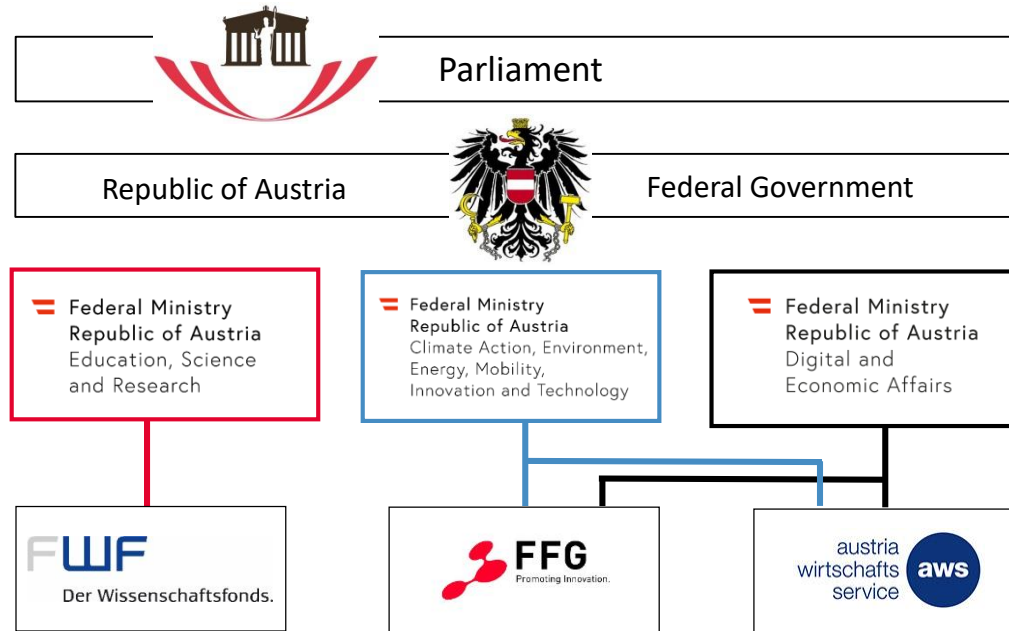 Parliament
Republic of Austria
Federal Government
Federal Ministry
Republic of Austria
Education, Science
and Research
Federal Ministry
Republic of Austria
Climate Action, Environment,
Energy, Mobility,
Innovation and Technology
Federal Ministry
Republic of Austria
Digital and
Economic Affairs
FWF
Der Wissenschaftsfonds.
FFG
Promoting Innovation.
austria
wirtschafts
service
aws